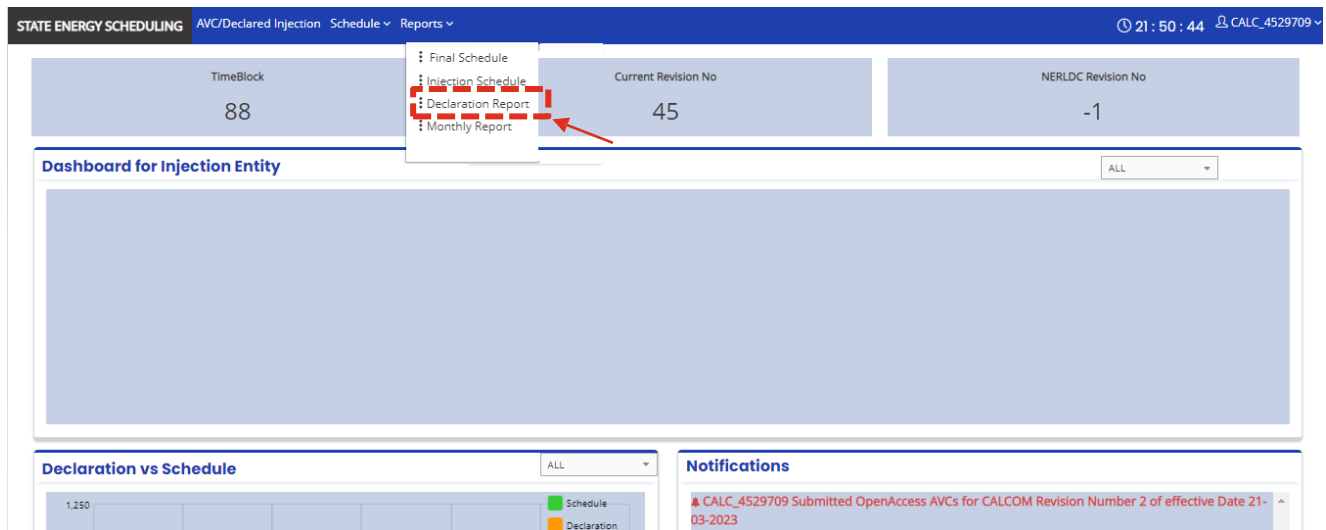 STATE ENERGY SCHEDULING AVC/Declared Injection Schedule Reports 21 : 50 : 44 CALC_4529709
Final Schedule
Injection Schedule
Declaration Report
Monthly Report
TimeBlock
88
Current Revision No
45
NERLDC Revision No
-1
Dashboard for Injection Entity
ALL
Declaration vs Schedule
ALL
1,250
Schedule
Declaration
Notifications
CALC_4529709 Submitted OpenAccess AVCs for CALCOM Revision Number 2 of effective Date 21-
03-2023